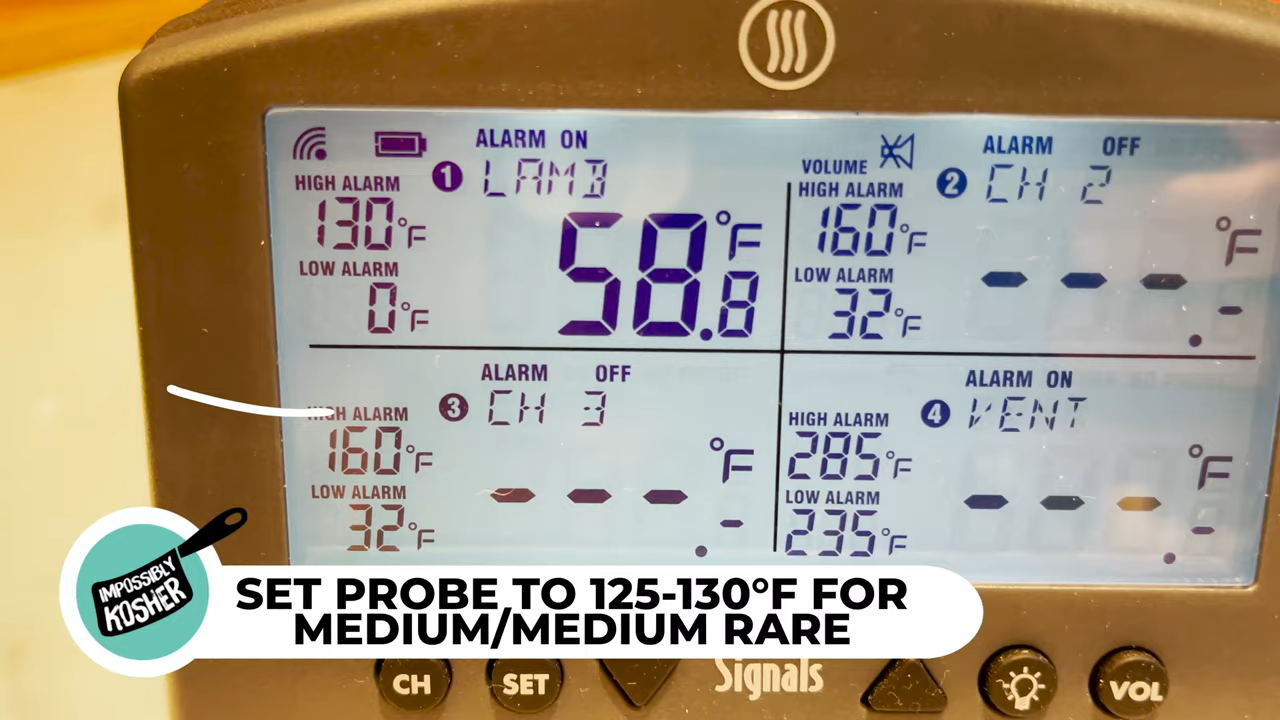 ALARM ON
1 LAMB
HIGH ALARM
130°F
LOW ALARM
0°F
58.8°F
VOLUME
ALARM OFF
2 CH 2
HIGH ALARM
160°F
LOW ALARM
32°F
---.-°F
ALARM OFF
3 CH 3
HIGH ALARM
160°F
LOW ALARM
32°F
---.-°F
ALARM ON
4 VENT
HIGH ALARM
285°F
LOW ALARM
235°F
---.-°F
IMPOSSIBLY
KOSHER
SET PROBE TO 125-130°F FOR
MEDIUM/MEDIUM RARE
CH
SET
Signals
VOL